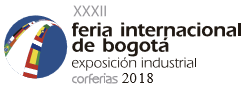 XXXII
feria internacional
de bogotá
exposición industrial
corferias 2018